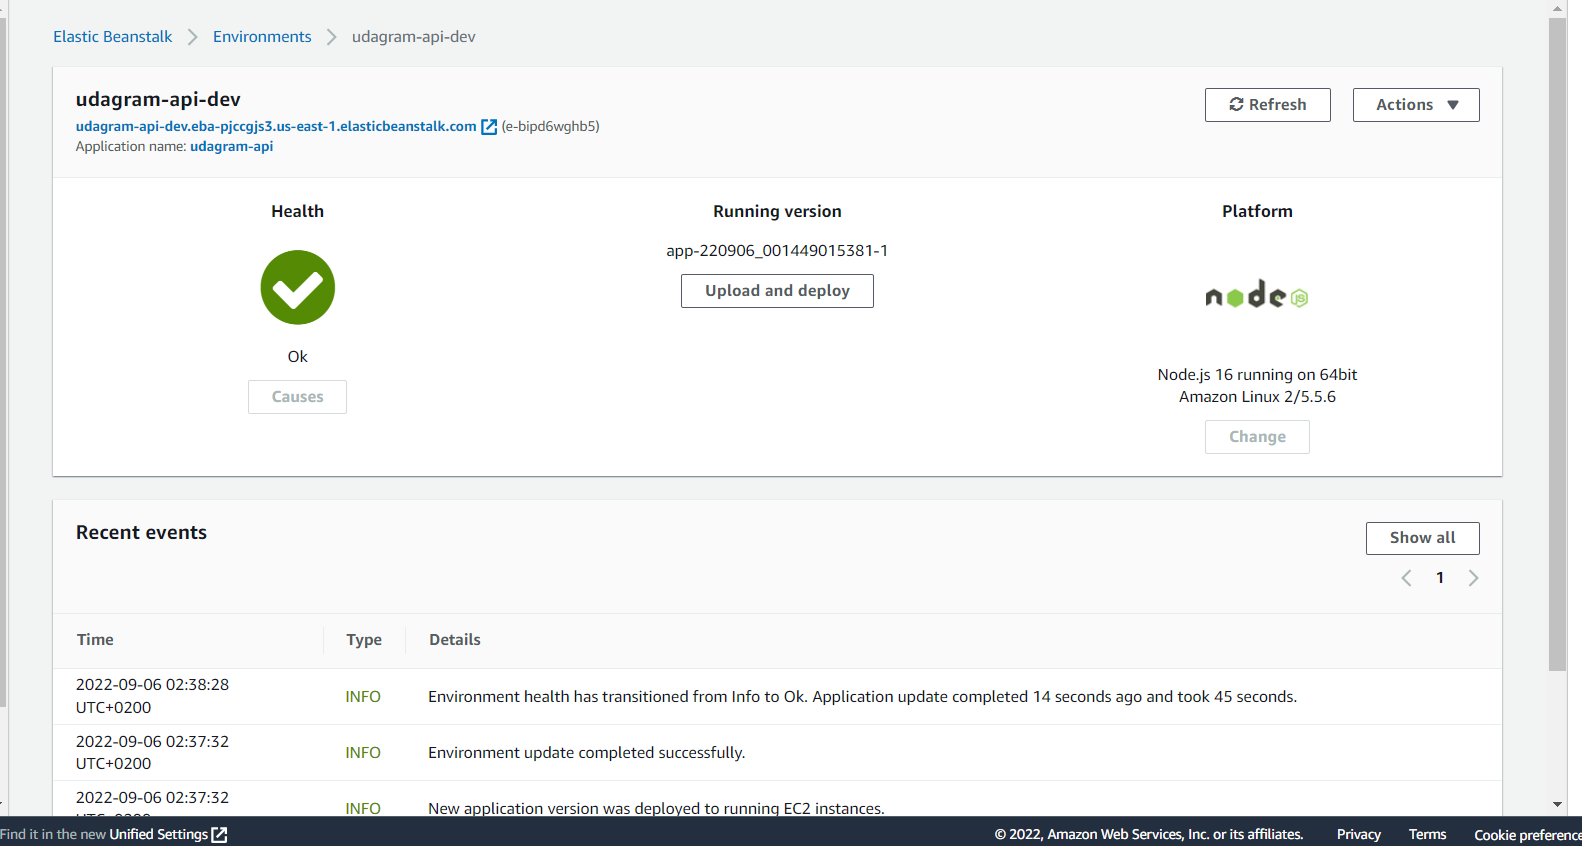 Elastic Beanstalk > Environments > udagram-api-dev
udagram-api-dev
Refresh
Actions
udagram-api-dev.eba-pjccgjs3.us-east-1.elasticbeanstalk.com (e-bipd6wghb5)
Application name: udagram-api
Health
Ok
Causes
Running version
app-220906_001449015381-1
Upload and deploy
Platform
node JS
Node.js 16 running on 64bit
Amazon Linux 2/5.5.6
Change
Recent events
Show all
1
Time Type Details
2022-09-06 02:38:28
UTC+0200
INFO
Environment health has transitioned from Info to Ok. Application update completed 14 seconds ago and took 45 seconds.
2022-09-06 02:37:32
UTC+0200
INFO
Environment update completed successfully.
2022-09-06 02:37:32
INFO
New application version was deployed to running EC2 instances.
Find it in the new Unified Settings
© 2022, Amazon Web Services, Inc. or its affiliates.
Privacy
Terms
Cookie preference